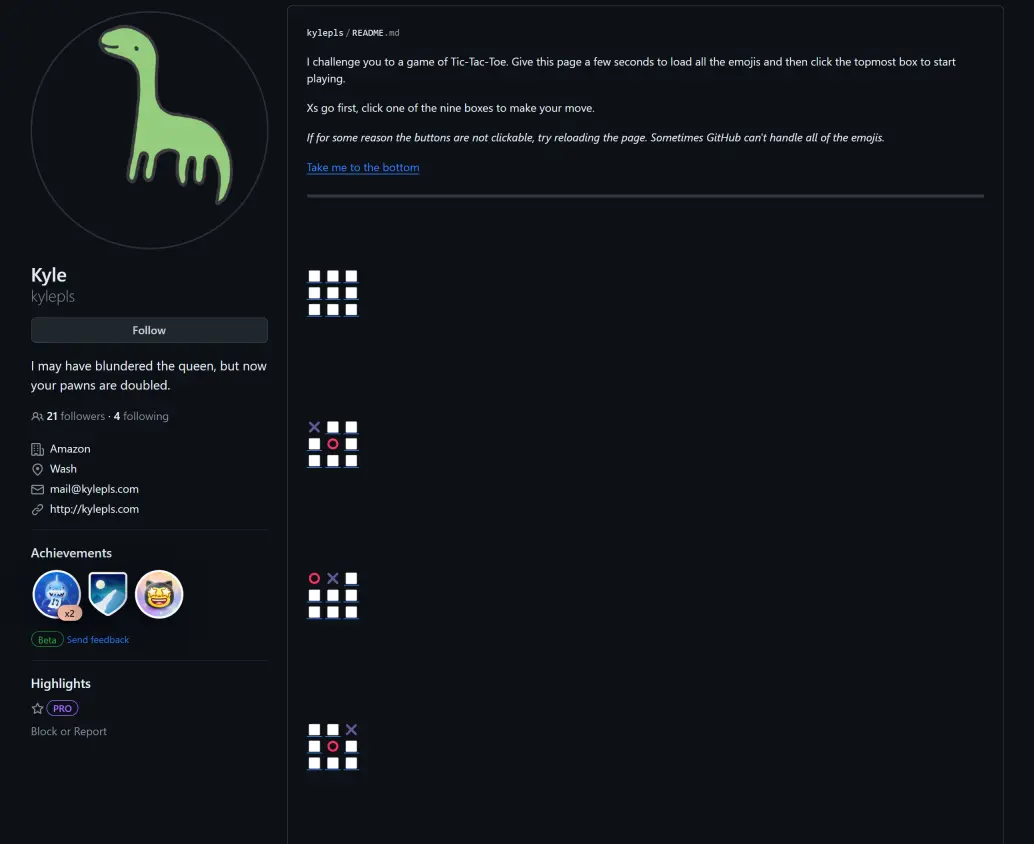 Kyle
kylepls
Follow
I may have blundered the queen, but now
your pawns are doubled.
21 followers · 4 following
Amazon
Wash
mail@kylepls.com
http://kylepls.com
Achievements
x2
Beta Send feedback
Highlights
PRO
Block or Report
kylepls/README.md
I challenge you to a game of Tic-Tac-Toe. Give this page a few seconds to load all the emojis and then click the topmost box to start
playing.
Xs go first, click one of the nine boxes to make your move.
If for some reason the buttons are not clickable, try reloading the page. Sometimes GitHub can't handle all of the emojis.
Take me to the bottom